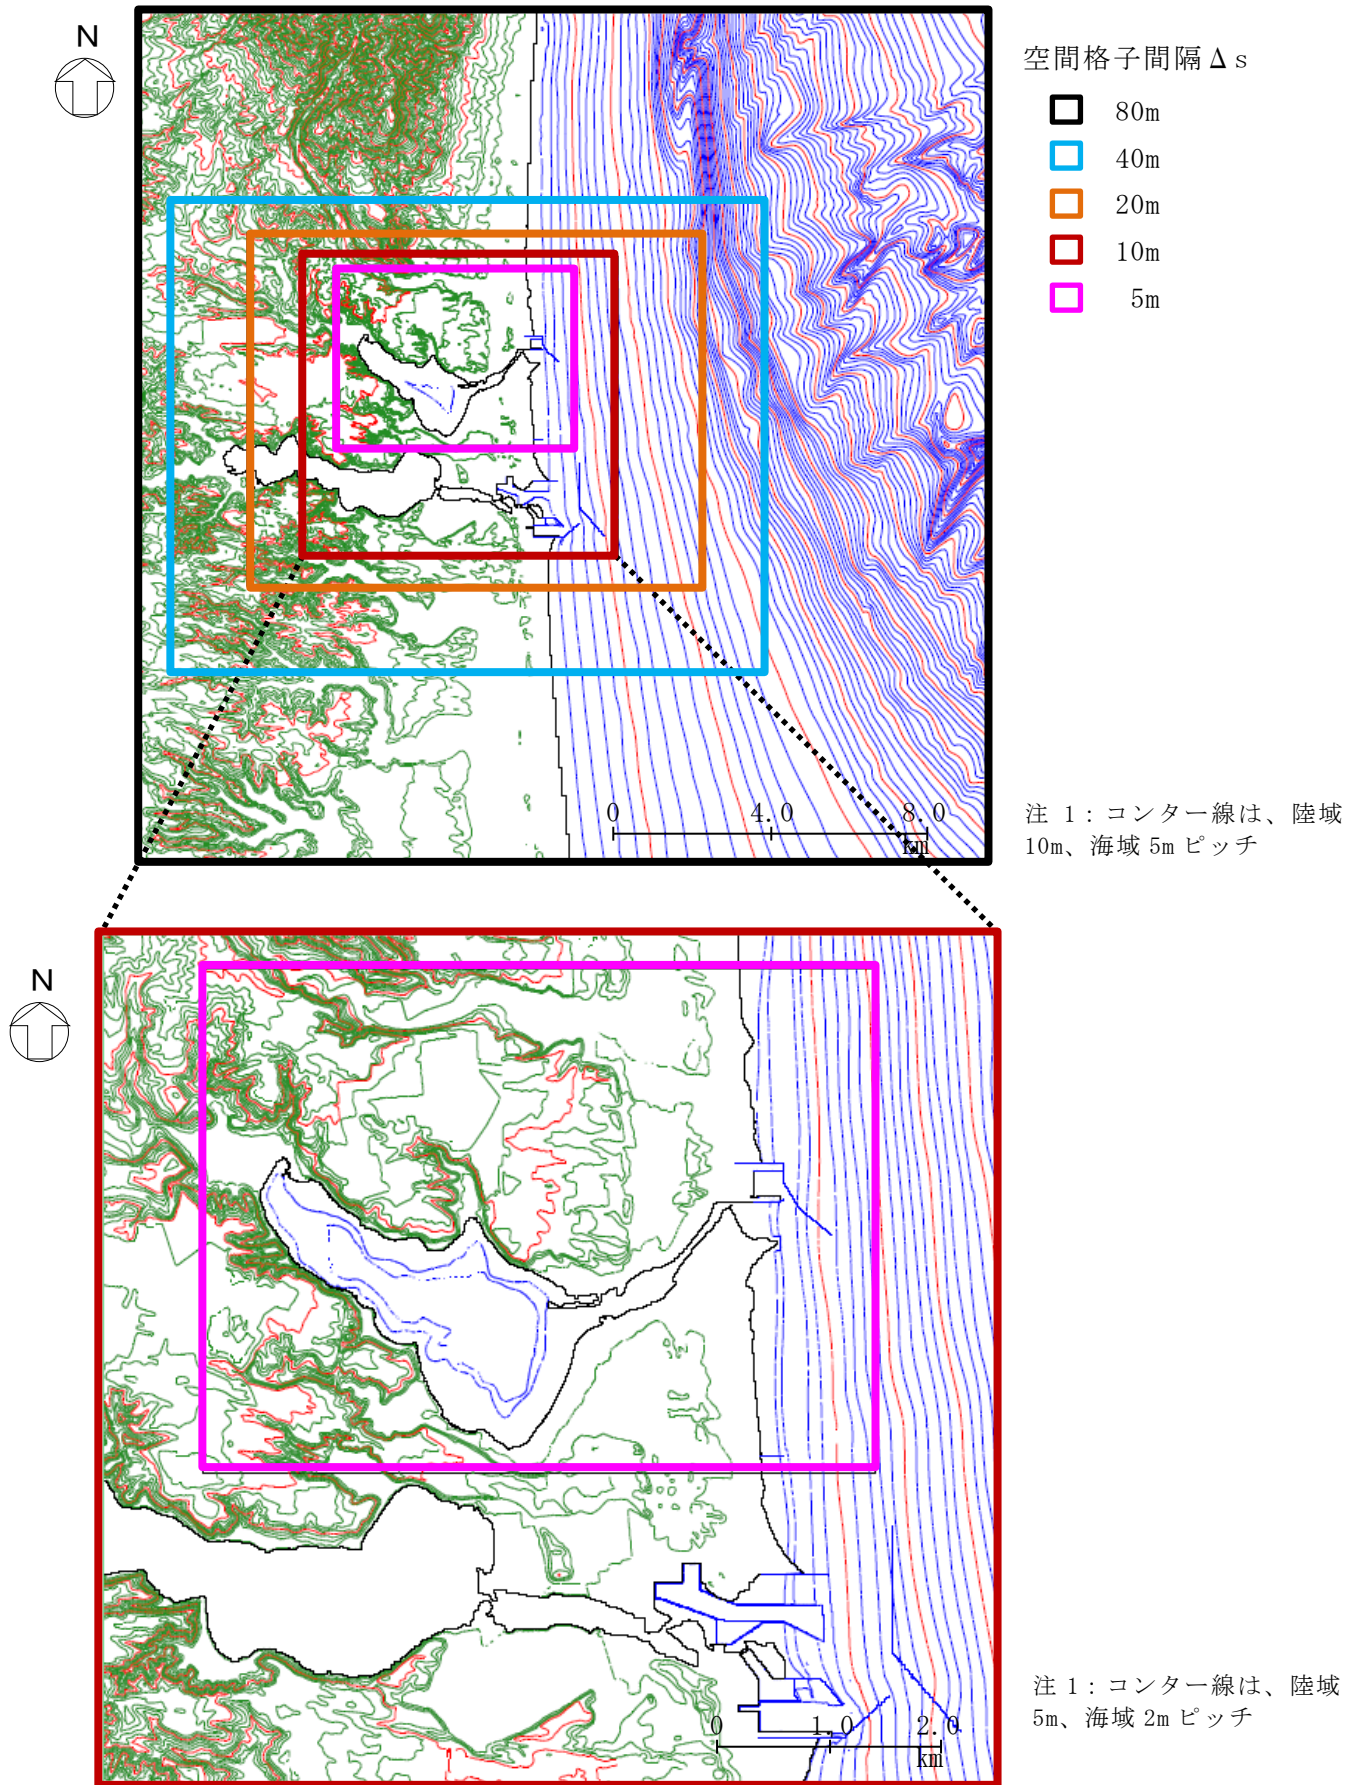 N
空間格子間隔Δs
80m
40m
20m
10m
5m
0 4.0 8.0
km
注 1：コンター線は、陸域
10m、海域 5m ピッチ
N
注 1：コンター線は、陸域
5m、海域 2m ピッチ
0 1.0 2.0
km